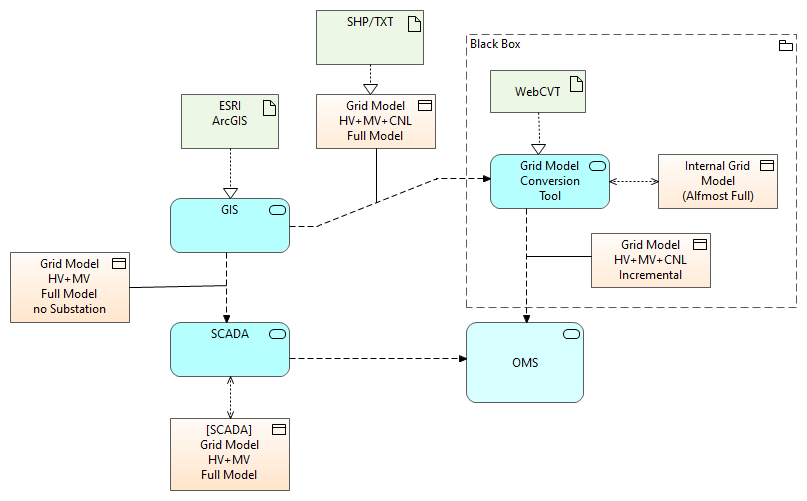 SHP/TXT
Black Box
ESRI
ArcGIS
Grid Model
HV+MV+CNL
Full Model
WebCVT
Grid Model
Conversion
Tool
Internal Grid
Model
(Alfmost Full)
GIS
Grid Model
HV+MV+CNL
Incremental
Grid Model
HV+MV
Full Model
no Substation
SCADA
OMS
[SCADA]
Grid Model
HV+MV
Full Model